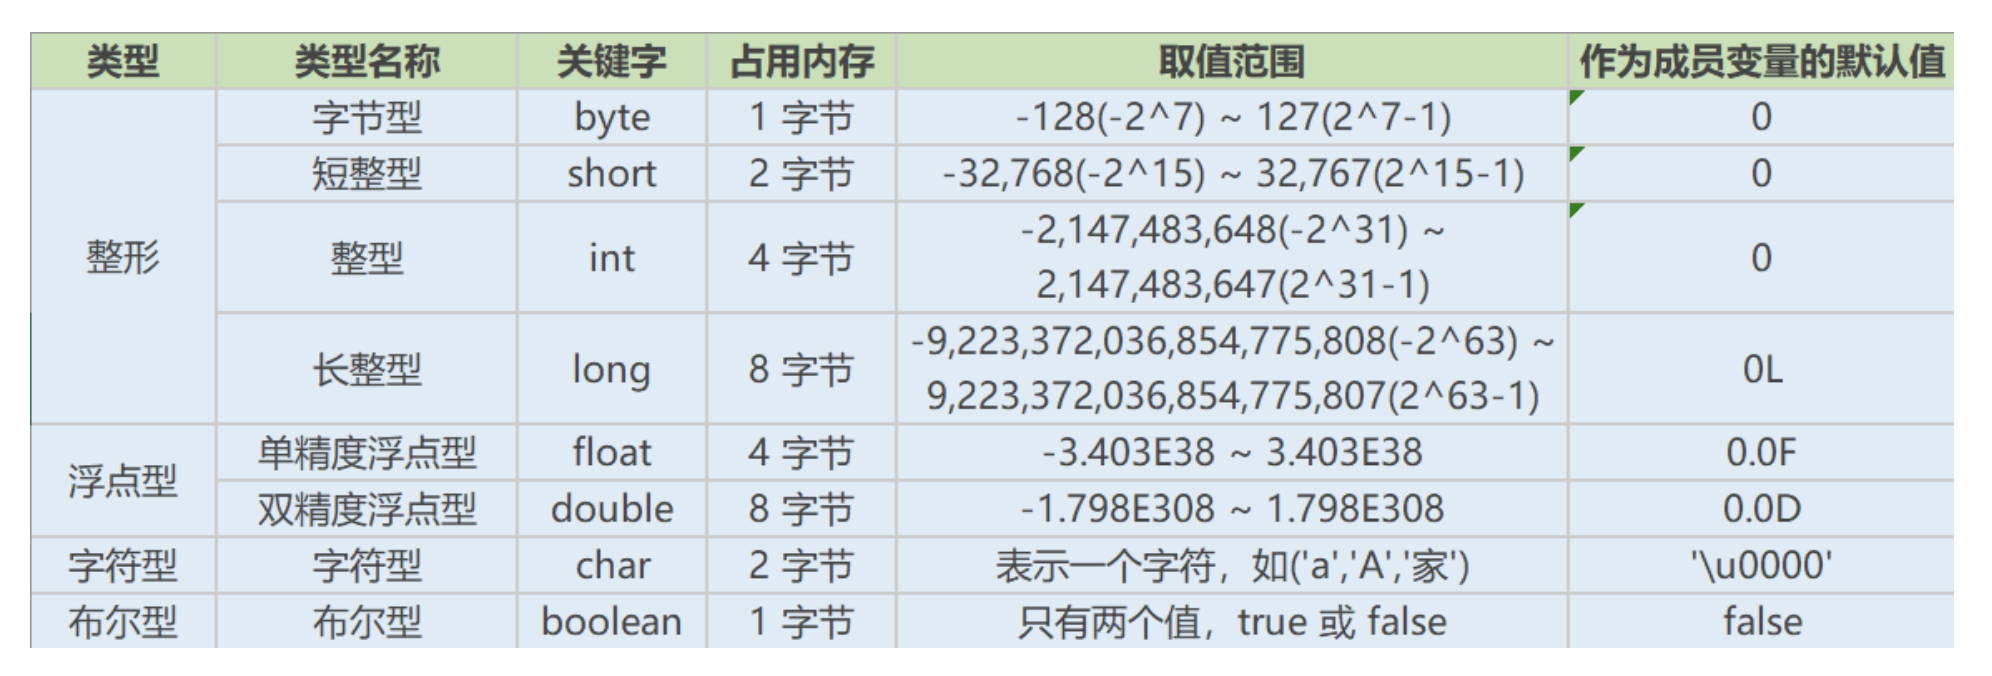 类型 类型名称 关键字 占用内存 取值范围 作为成员变量的默认值
整形 字节型 byte 1 字节 -128(-2^7) ~ 127(2^7-1) 0
短整型 short 2 字节 -32,768(-2^15) ~ 32,767(2^15-1) 0
整型 int 4 字节 -2,147,483,648(-2^31) ~
2,147,483,647(2^31-1) 0
长整型 long 8 字节 -9,223,372,036,854,775,808(-2^63) ~
9,223,372,036,854,775,807(2^63-1) 0L
浮点型 单精度浮点型 float 4 字节 -3.403E38 ~ 3.403E38 0.0F
双精度浮点型 double 8 字节 -1.798E308 ~ 1.798E308 0.0D
字符型 字符型 char 2 字节 表示一个字符，如('a','A','家') '\u0000'
布尔型 布尔型 boolean 1 字节 只有两个值，true 或 false false